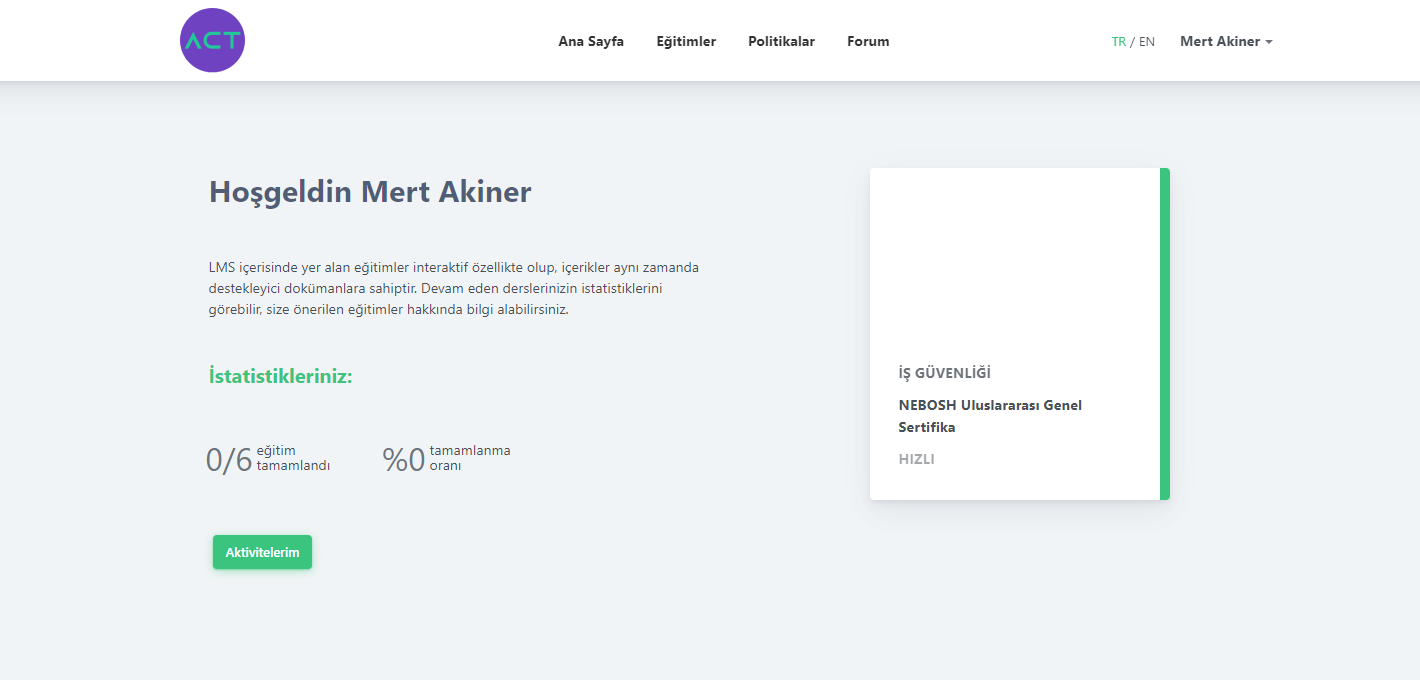 ACT
Ana Sayfa
Eğitimler
Politikalar
Forum
TR / EN
Mert Akiner
Hoşgeldin Mert Akiner
LMS içerisinde yer alan eğitimler interaktif özellikte olup, içerikler aynı zamanda
destekleyici dokümanlara sahiptir. Devam eden derslerinizin istatistiklerini
görebilir, size önerilen eğitimler hakkında bilgi alabilirsiniz.
İstatistikleriniz:
0/6 eğitim
tamamlandı
%0 tamamlanma
oranı
Aktivitelerim
İŞ GÜVENLİĞİ
NEBOSH Uluslararası Genel
Sertifika
HIZLI